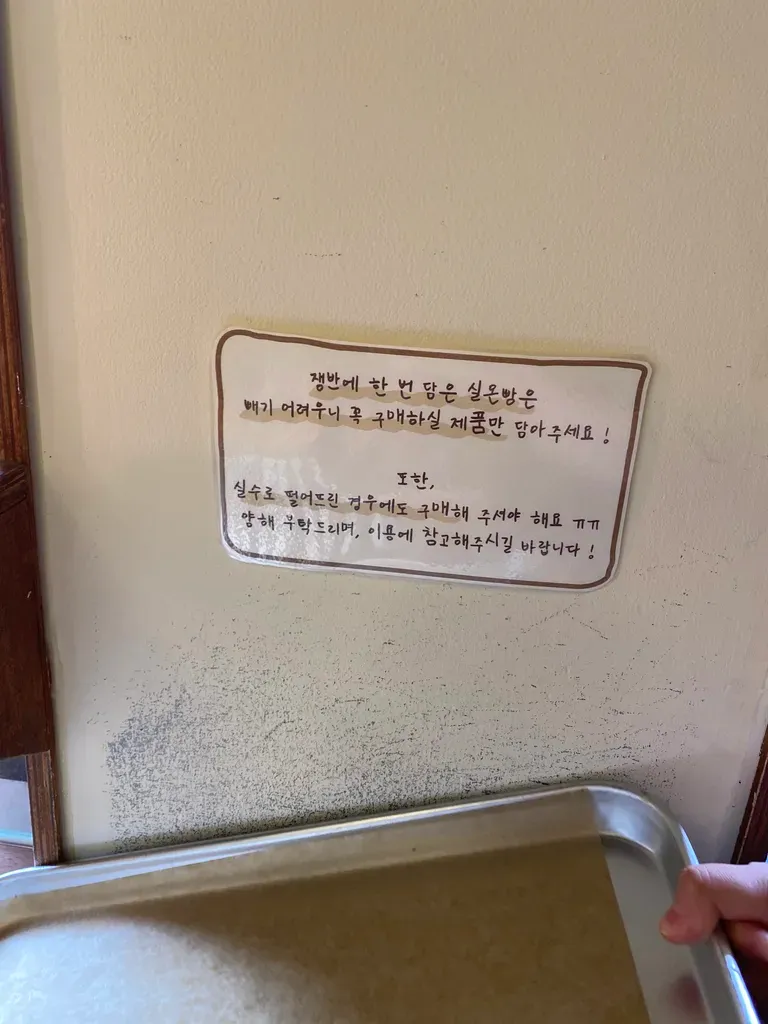 쟁반에 한 번 담은 실온빵은
빼기 어려우니 꼭 구매하실 제품만 담아주세요!
또한,
실수로 떨어뜨린 경우에도 구매해 주셔야 해요 ㅠㅠ
양해 부탁드리며, 이용에 참고해주시길 바랍니다!